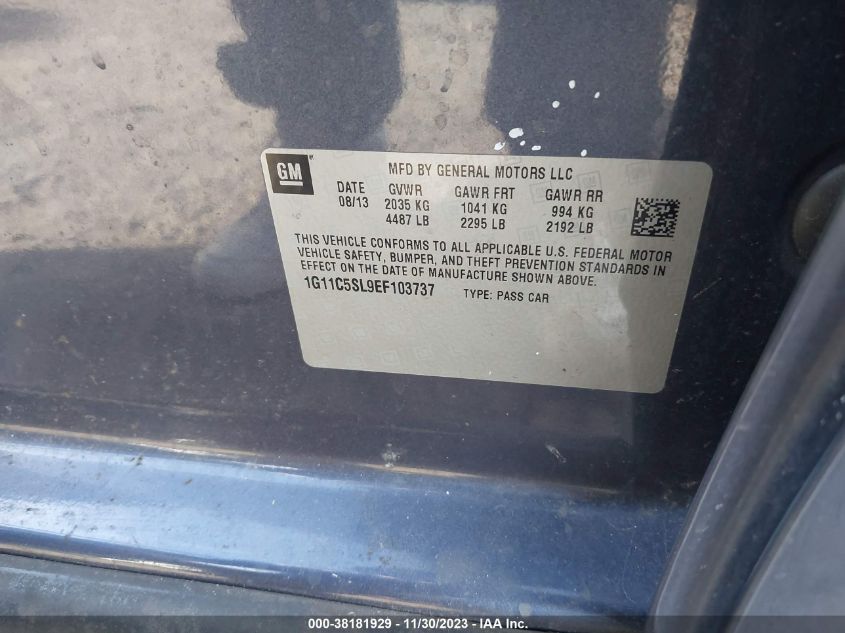 GM
MFD BY GENERAL MOTORS LLC
DATE GVWR GAWR FRT GAWR RR
08/13 2035 KG 1041 KG 994 KG
4487 LB 2295 LB 2192 LB
THIS VEHICLE CONFORMS TO ALL APPLICABLE U.S. FEDERAL MOTOR
VEHICLE SAFETY, BUMPER, AND THEFT PREVENTION STANDARDS IN
EFFECT ON THE DATE OF MANUFACTURE SHOWN ABOVE.
1G11C5SL9EF103737 TYPE: PASS CAR
000-38181929 - 11/30/2023 - IAA Inc.